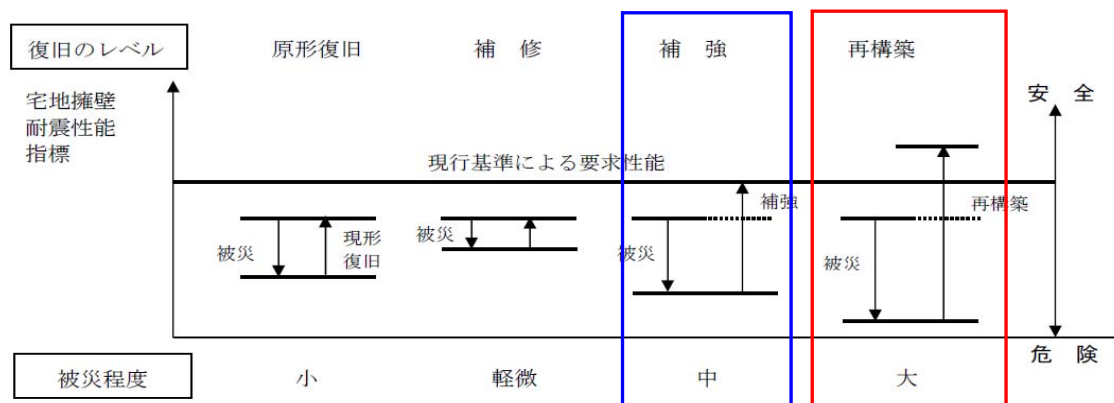 復旧のレベル
原形復旧
補 修
補 強
再構築
宅地擁壁
耐震性能
指標
安 全
現行基準による要求性能
補強
再構築
被災
現形
復旧
被災
被災
被災
危 険
被災程度
小
軽微
中
大